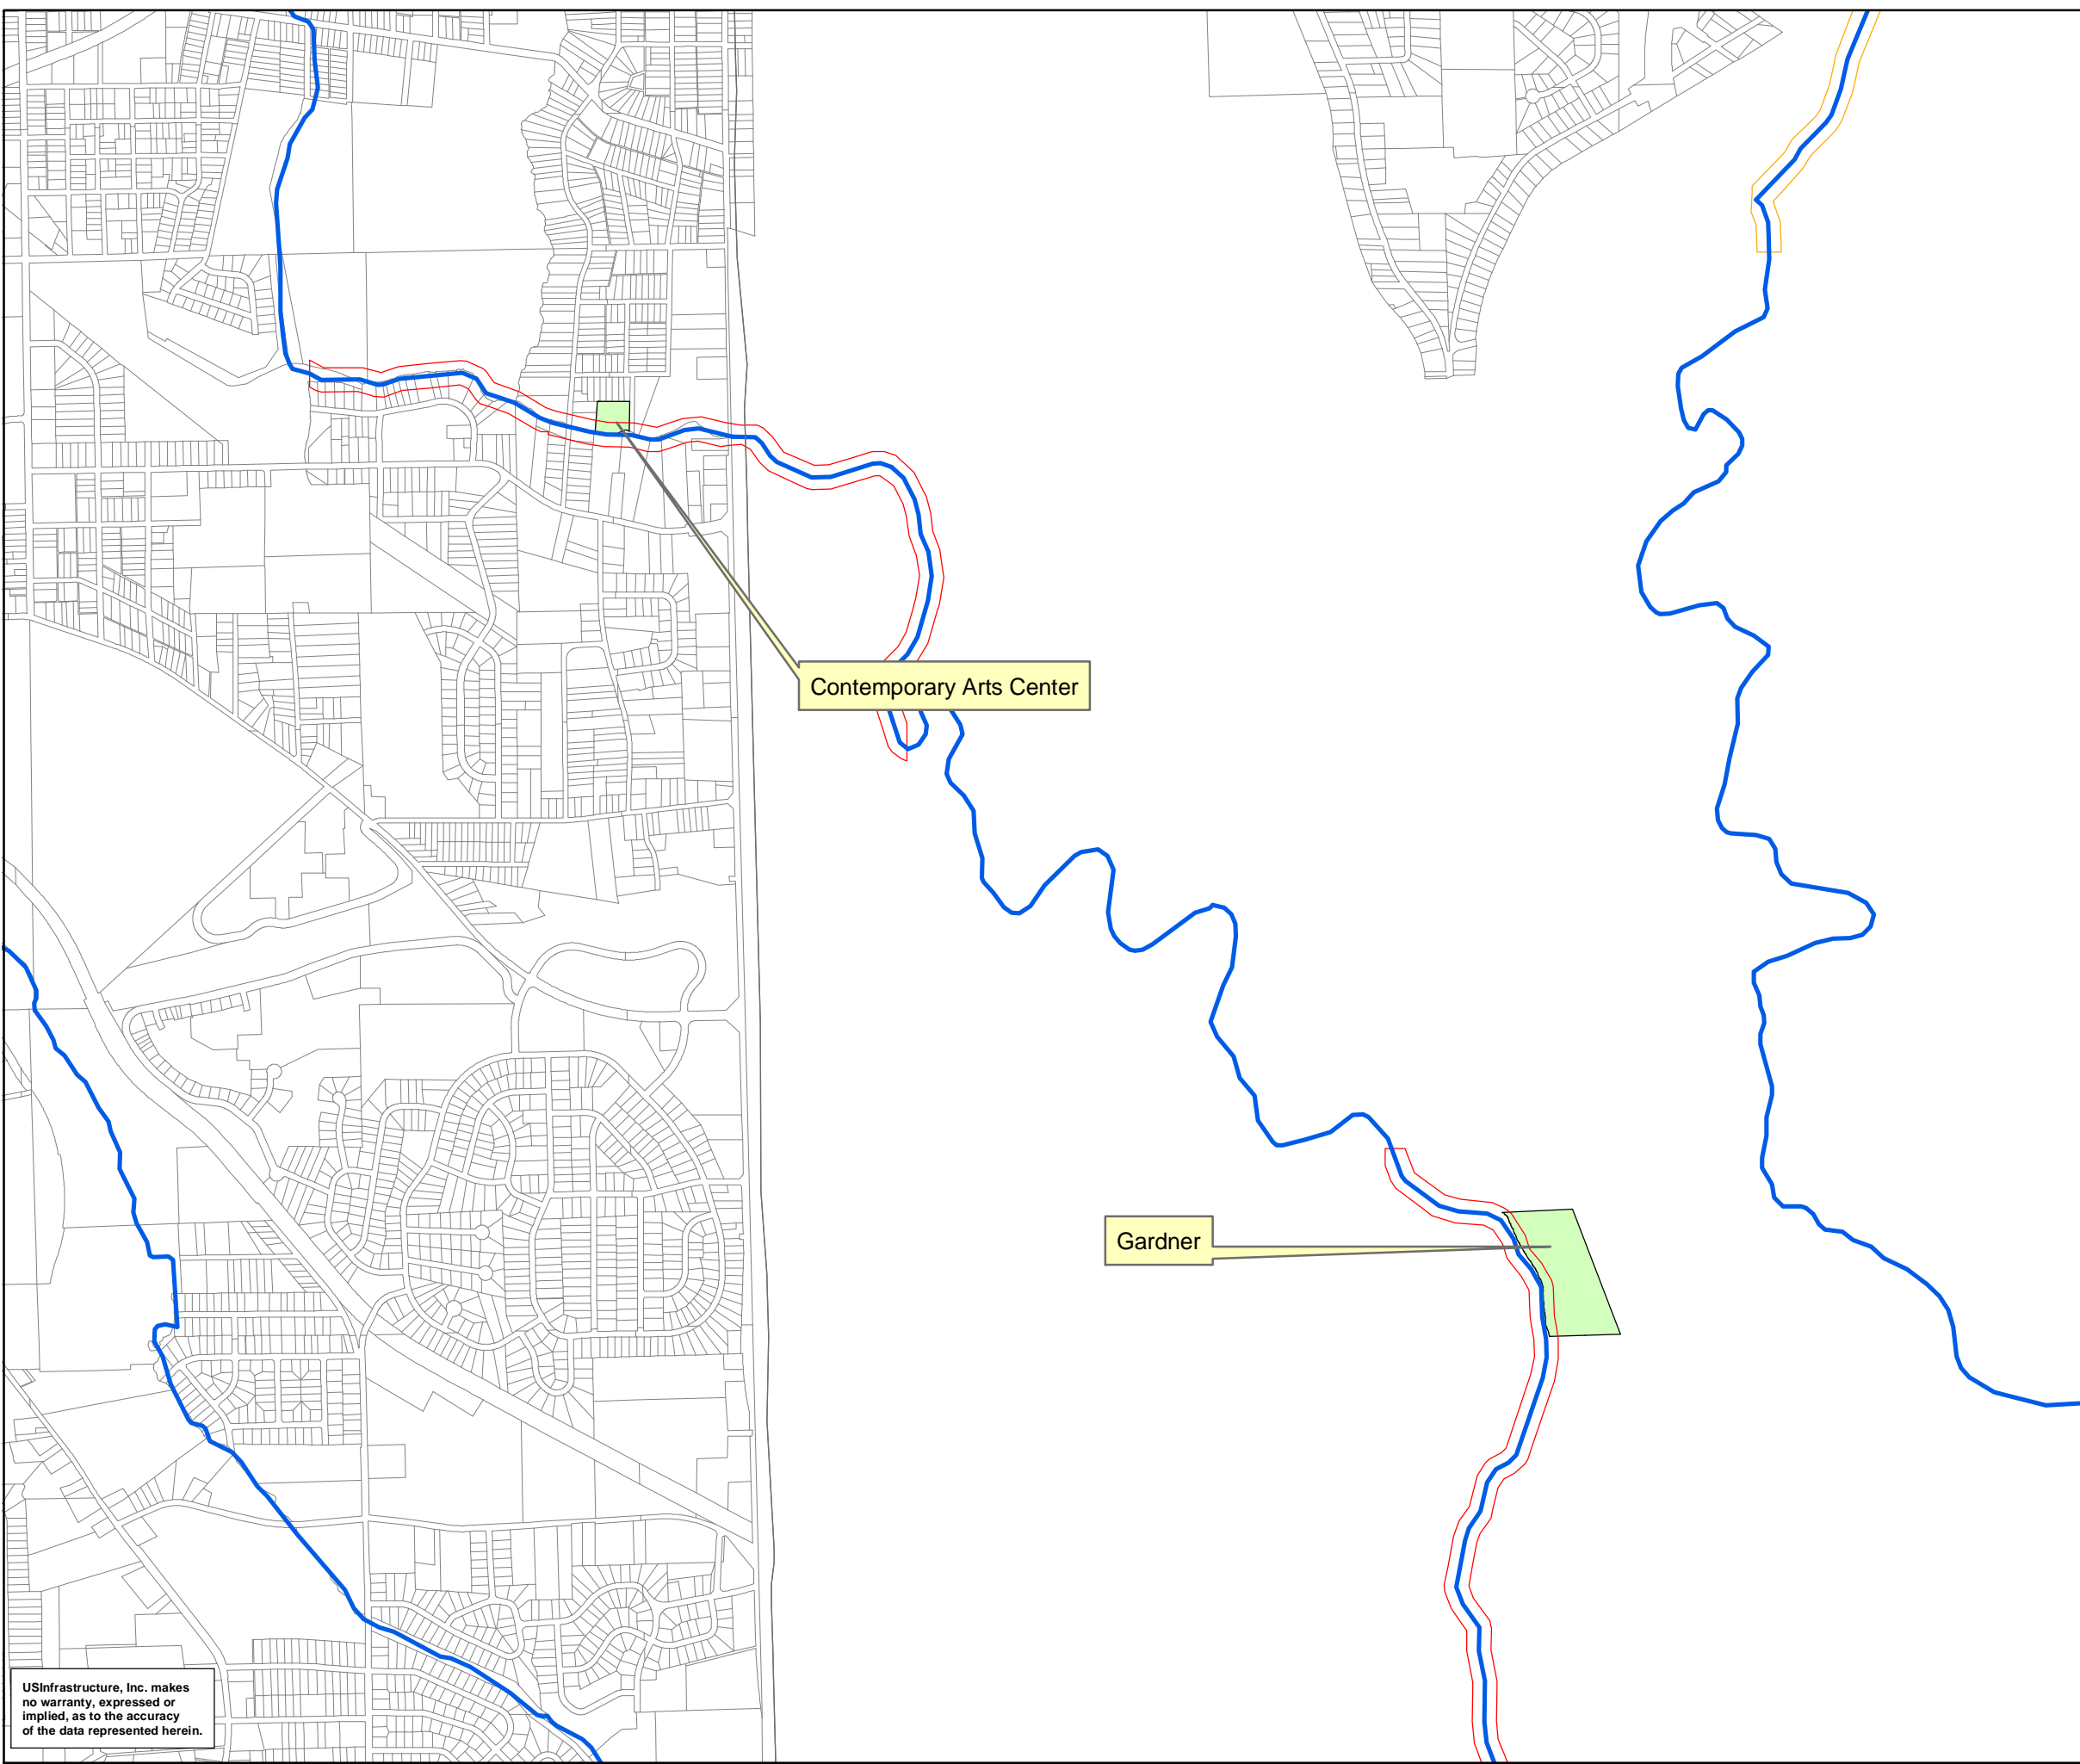 Contemporary Arts Center
Gardner
USInfrastructure, Inc. makes
no warranty, expressed or
implied, as to the accuracy
of the data represented herein.